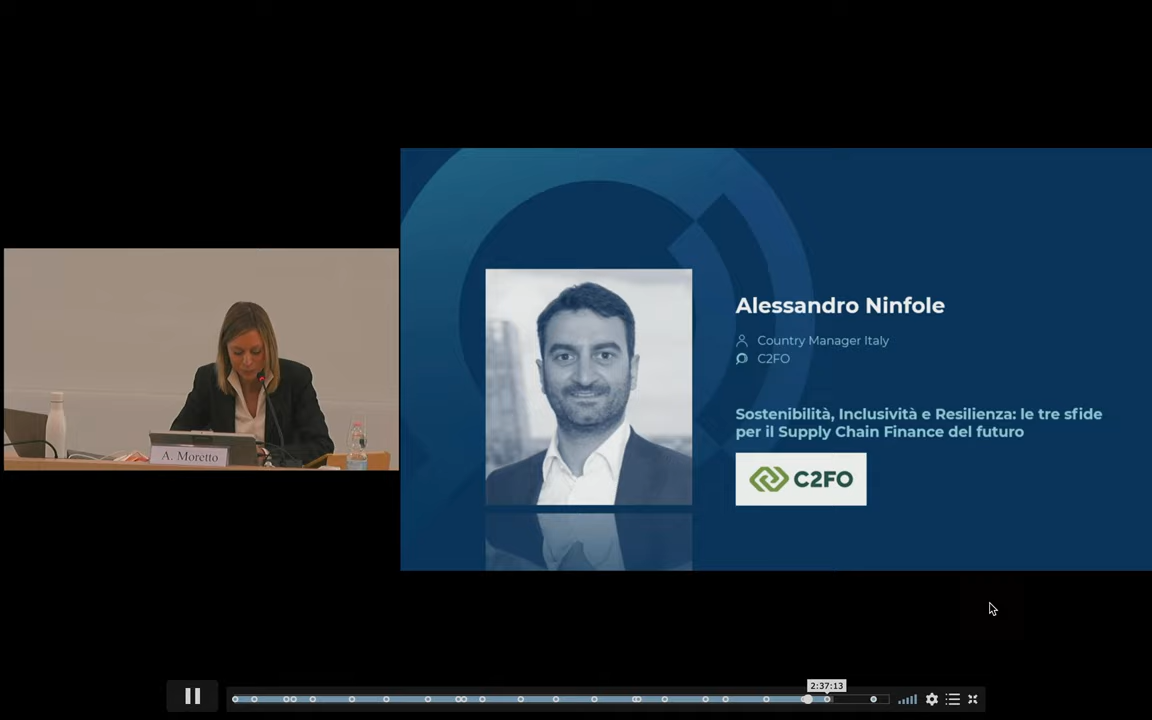 A. Moretto
Alessandro Ninfole
Country Manager Italy
C2FO
Sostenibilità, Inclusività e Resilienza: le tre sfide
per il Supply Chain Finance del futuro
C2FO
2:37:13